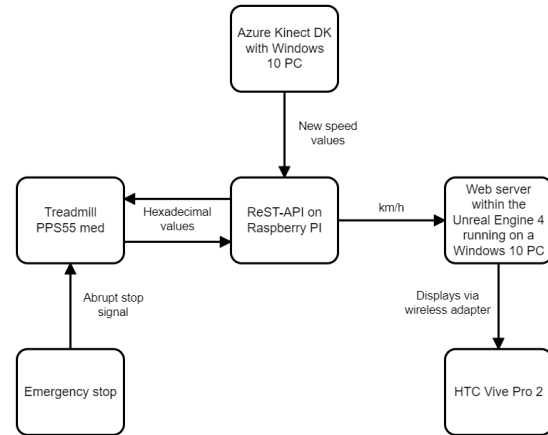 Azure Kinect DK
with Windows
10 PC
New speed
values
Treadmill
PPS55 med
Hexadecimal
values
ReST-API on
Raspberry PI
km/h
Web server
within the
Unreal Engine 4
running on a
Windows 10 PC
Abrupt stop
signal
Displays via
wireless adapter
Emergency stop
HTC Vive Pro 2